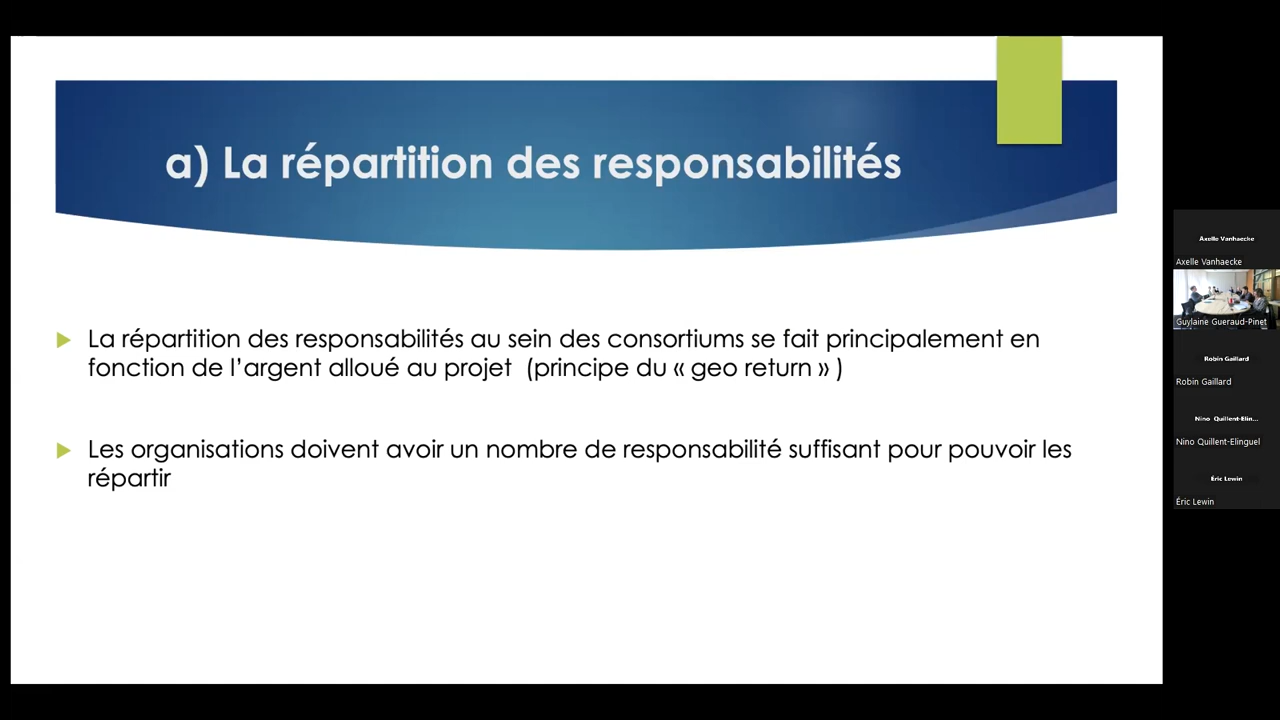 a) La répartition des responsabilités
La répartition des responsabilités au sein des consortiums se fait principalement en
fonction de l’argent alloué au projet (principe du « geo return » )
Les organisations doivent avoir un nombre de responsabilité suffisant pour pouvoir les
répartir
Axelle Vanhaecke
Axelle Vanhaecke
Guylaine Gueraud-Pinet
Robin Gaillard
Robin Gaillard
Nino Quillent-Elin...
Nino Quillent-Elinguel
Éric Lewin
Éric Lewin